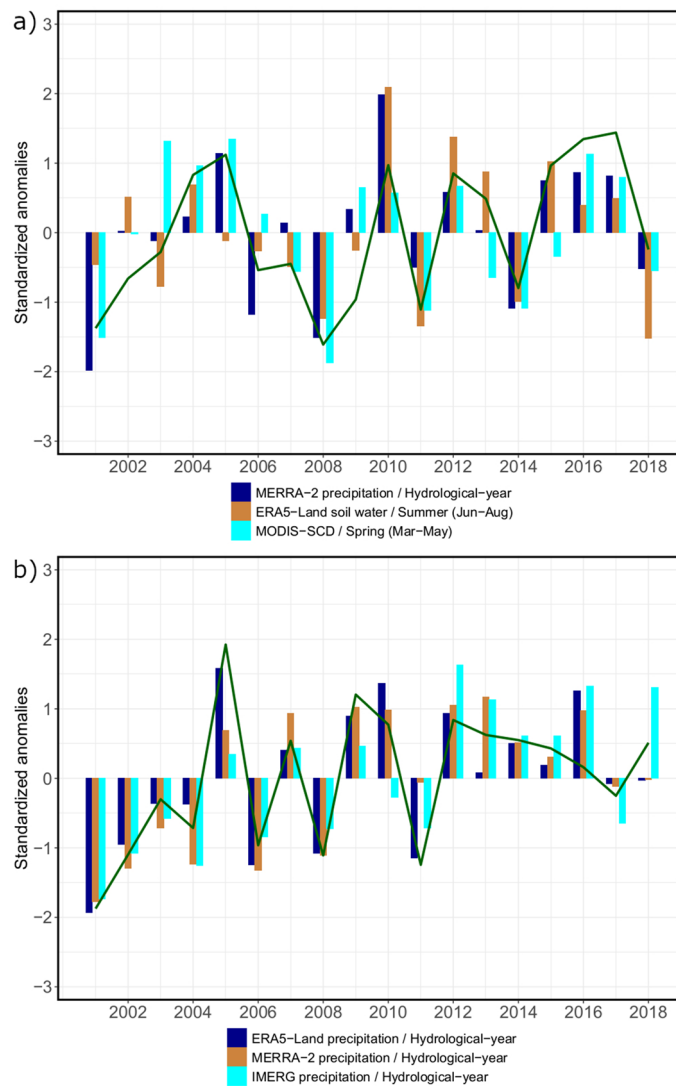 a)
Standardized anomalies
3
2
1
0
−1
−2
−3
2002 2004 2006 2008 2010 2012 2014 2016 2018
MERRA−2 precipitation / Hydrological−year
ERA5−Land soil water / Summer (Jun−Aug)
MODIS−SCD / Spring (Mar−May)
b)
Standardized anomalies
3
2
1
0
−1
−2
−3
2002 2004 2006 2008 2010 2012 2014 2016 2018
ERA5−Land precipitation / Hydrological−year
MERRA−2 precipitation / Hydrological−year
IMERG precipitation / Hydrological−year